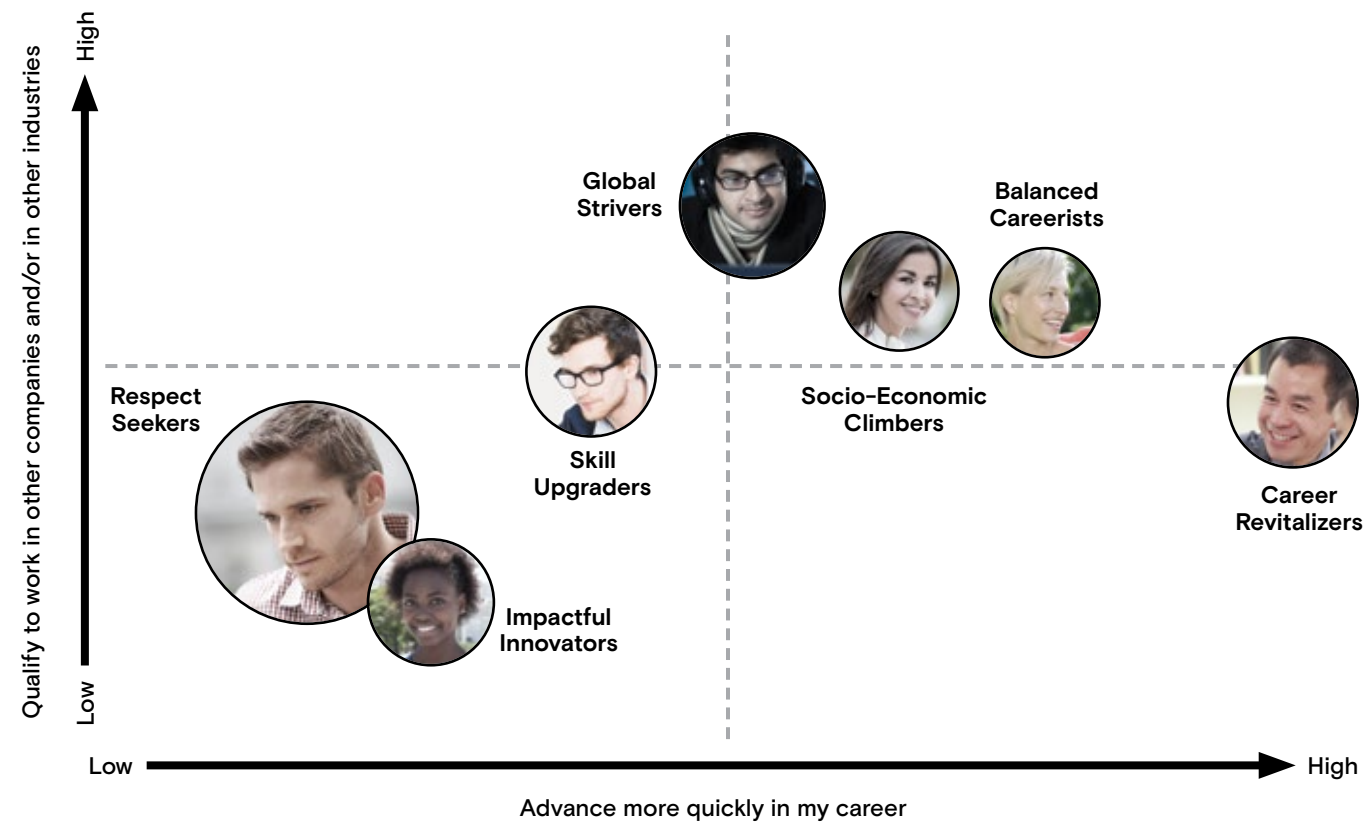 High
Qualify to work in other companies and/or in other industries
Low
Global
Strivers
Balanced
Careerists
Respect
Seekers
Socio-Economic
Climbers
Skill
Upgraders
Career
Revitalizers
Impactful
Innovators
Low
High
Advance more quickly in my career